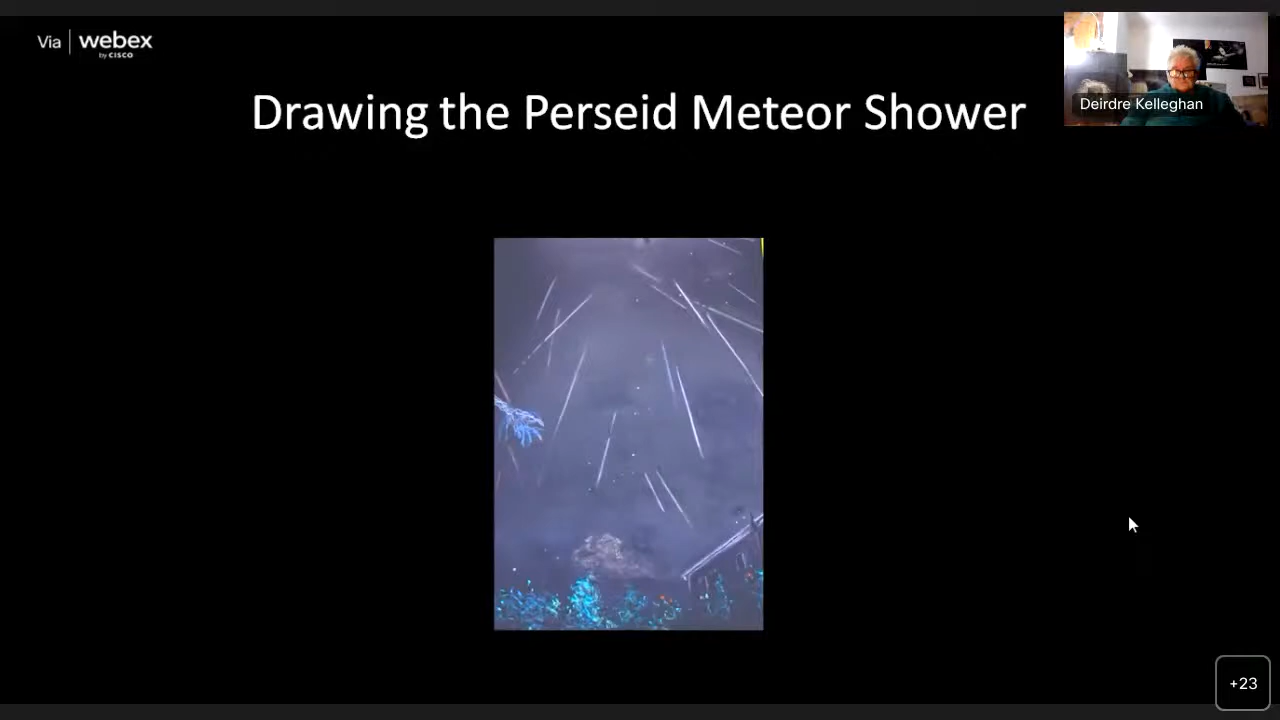 Via | webex
by CISCO
Drawing the Perseid Meteor Shower
Deirdre Kelleghan
+23